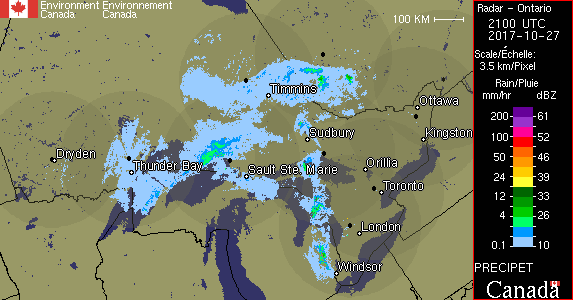 Environment Environnement
Canada Canada
100 KM
Timmins
Ottawa
Sudbury
Kingston
Dryden
Thunder Bay
Sault Ste. Marie
Orillia
Toronto
London
Windsor
Radar - Ontario
2100 UTC
2017-10-27
Scale/Échelle:
3.5 km/Pixel
Rain/Pluie
mm/hr dBZ
200 61
100 52
50 46
24 39
12 33
4 26
0.1 10
PRECIPET
Canada